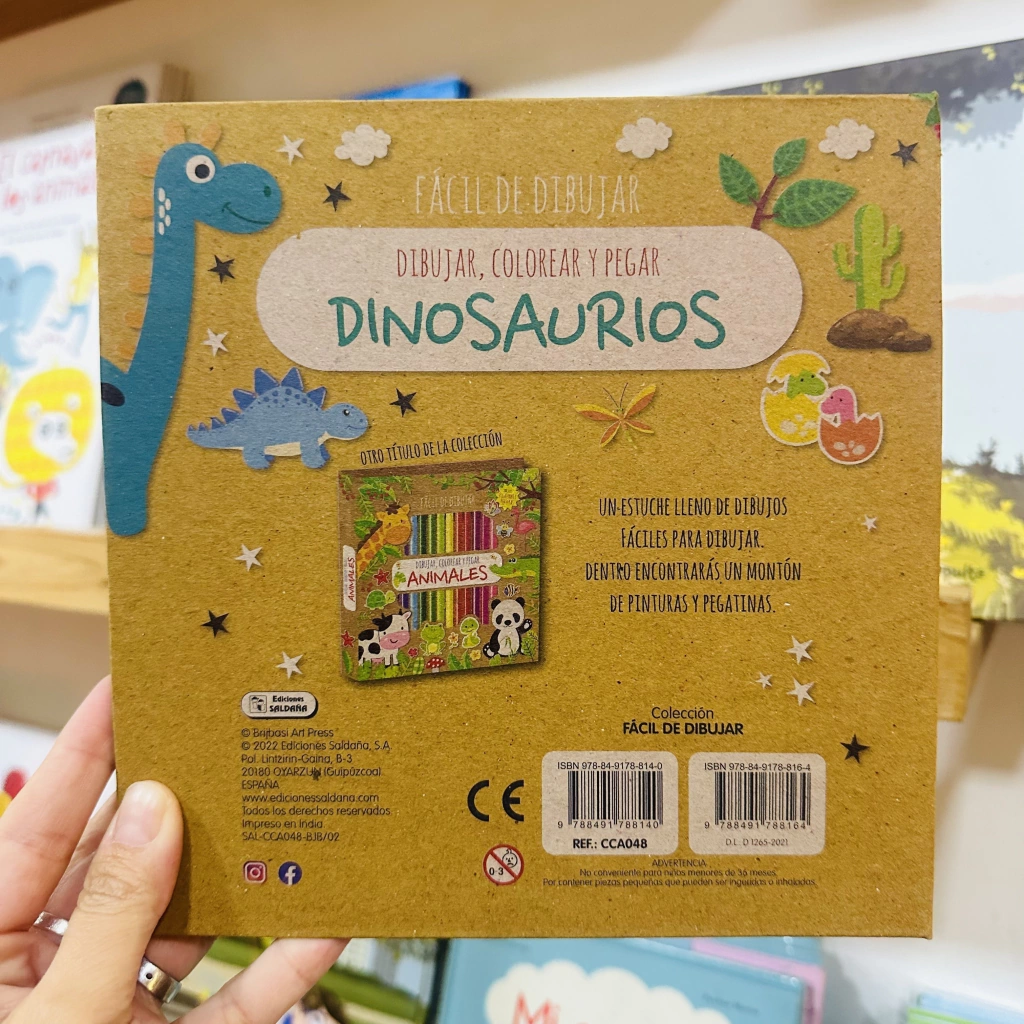 FÁCIL DE DIBUJAR
DIBUJAR, COLOREAR Y PEGAR
DINOSAURIOS
OTRO TÍTULO DE LA COLECCIÓN
FÁCIL DE DIBUJAR
DIBUJAR, COLOREAR Y PEGAR
ANIMALES
ANIMALES
UN ESTUCHE LLENO DE DIBUJOS
FÁCILES PARA DIBUJAR.
DENTRO ENCONTRARÁS UN MONTÓN
DE PINTURAS Y PEGATINAS.
Ediciones
SALDAÑA
© Brijbasi Art Press
© 2022 Ediciones Saldaña, S.A.
Pol. Lintzirin-Gaina, B-3
20180 OYARZUN (Guipúzcoa)
ESPAÑA
www.edicionessaldana.com
Todos los derechos reservados.
Impreso en India
SAL-CCA048-BJB/02
Colección
FÁCIL DE DIBUJAR
CE
ISBN 978-84-9178-814-0
9 788491 788140
REF.: CCA048
ISBN 978-84-9178-816-4
9 788491 788164
D.L. D 1265-2021
0-3
ADVERTENCIA
No conveniente para niños menores de 36 meses.
Por contener piezas pequeñas que pueden ser ingeridas o inhaladas.
Mi